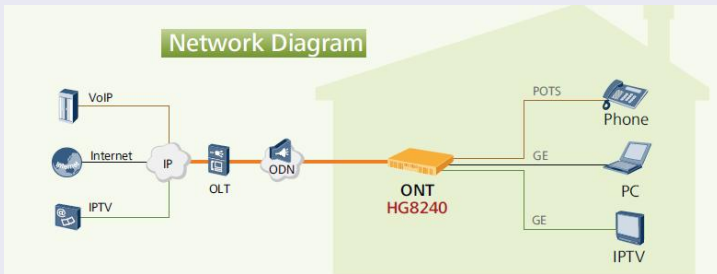 Network Diagram
VoIP
Internet
IPTV
IP
OLT
ODN
ONT
HG8240
POTS
Phone
GE
PC
GE
IPTV